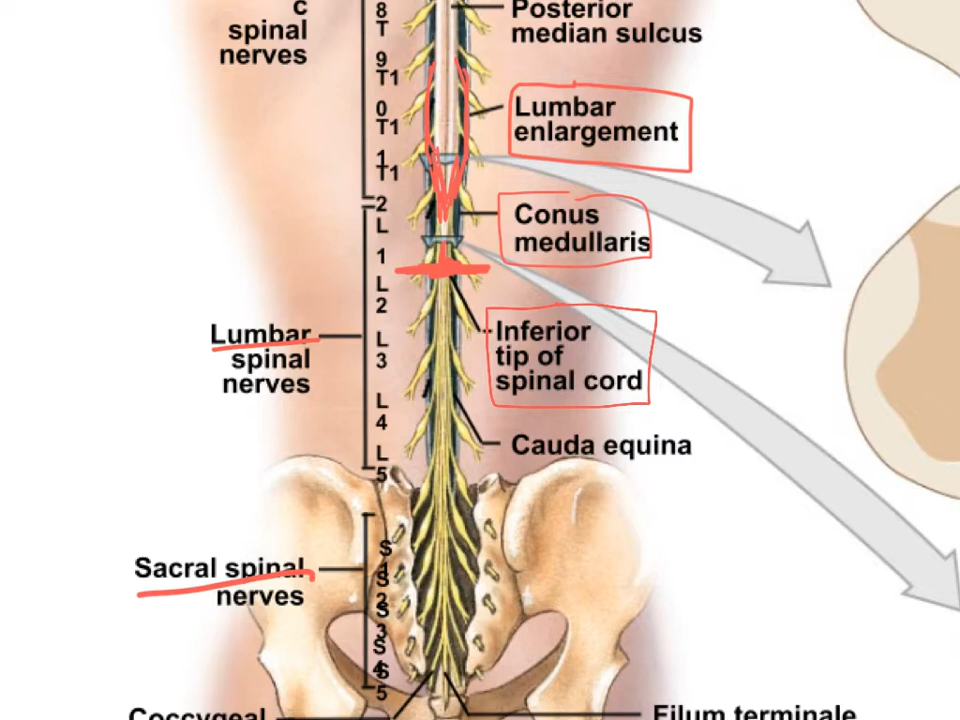 c
spinal
nerves
8
T
9
T1
0
T1
1
T1
2
L
1
L
2
L
3
L
4
L
5
Posterior
median sulcus
Lumbar
enlargement
Conus
medullaris
Inferior
tip of
spinal cord
Lumbar
spinal
nerves
Cauda equina
Sacral spinal
nerves
S
1
S
2
S
3
S
4
S
5
Coccygeal
Filum terminale